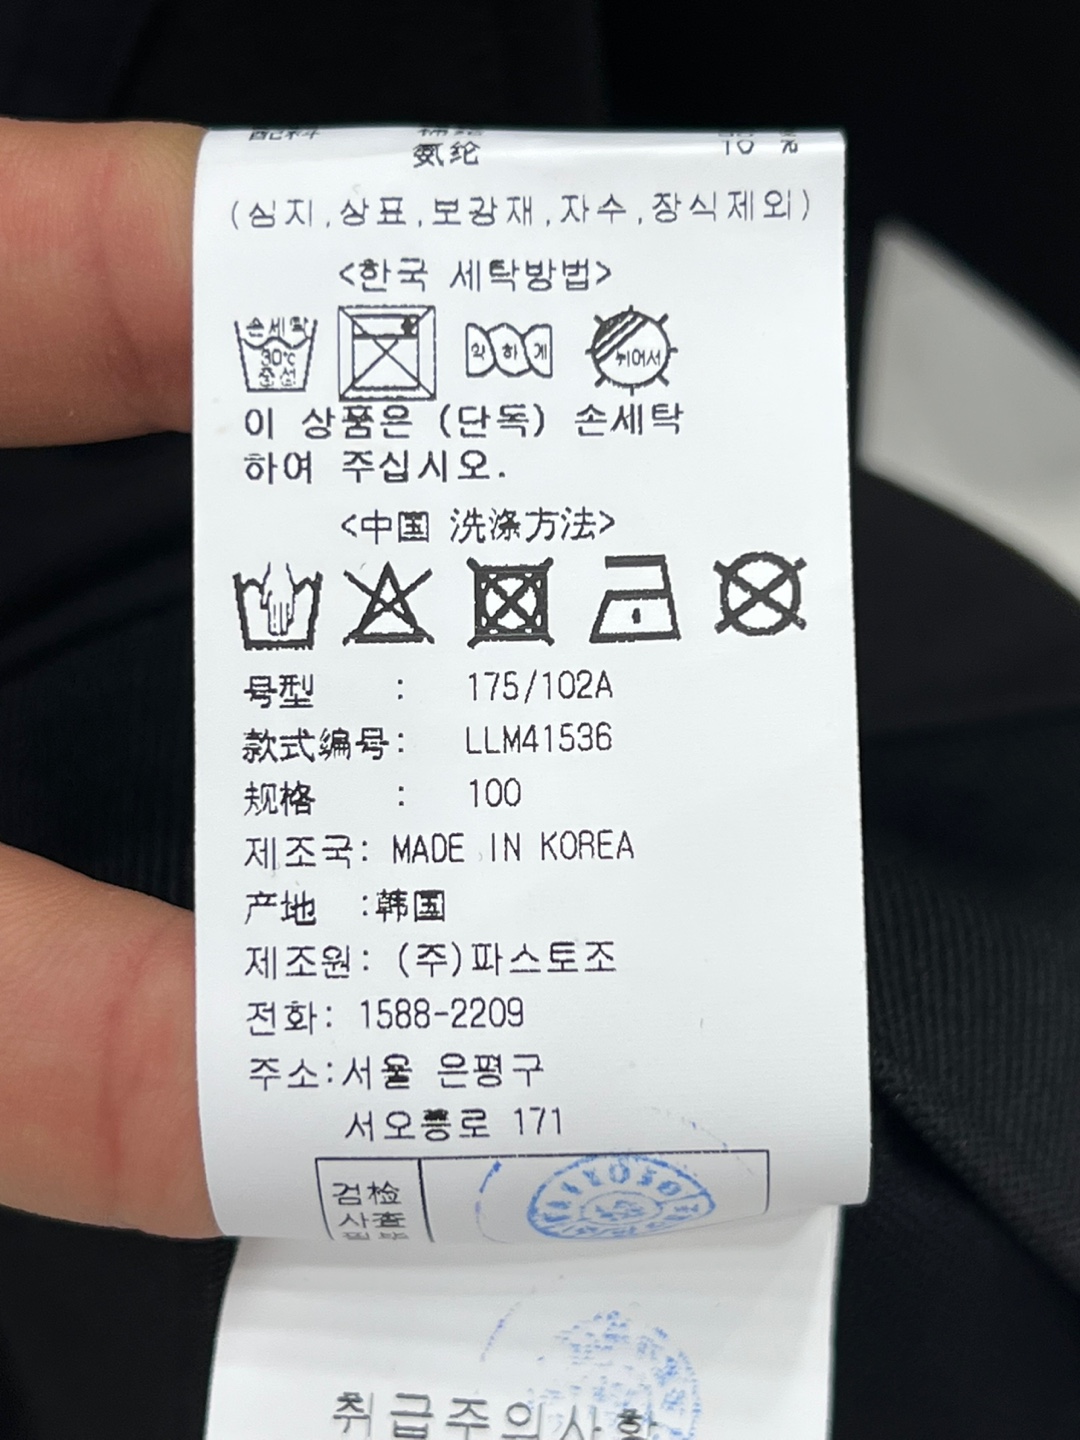 氨纶 10 %
(심지,상표,보강재,자수,장식제외)
<한국 세탁방법>
손세탁 30℃ 중성
약하게
뉘어서
이 상품은 (단독) 손세탁
하여 주십시오.
<中国 洗涤方法>
号型 : 175/102A
款式编号: LLM41536
规格 : 100
제조국: MADE IN KOREA
产地 :韩国
제조원: (주)파스토조
전화: 1588-2209
주소:서울 은평구
서오릉로 171
검检
사查
취급주의사항